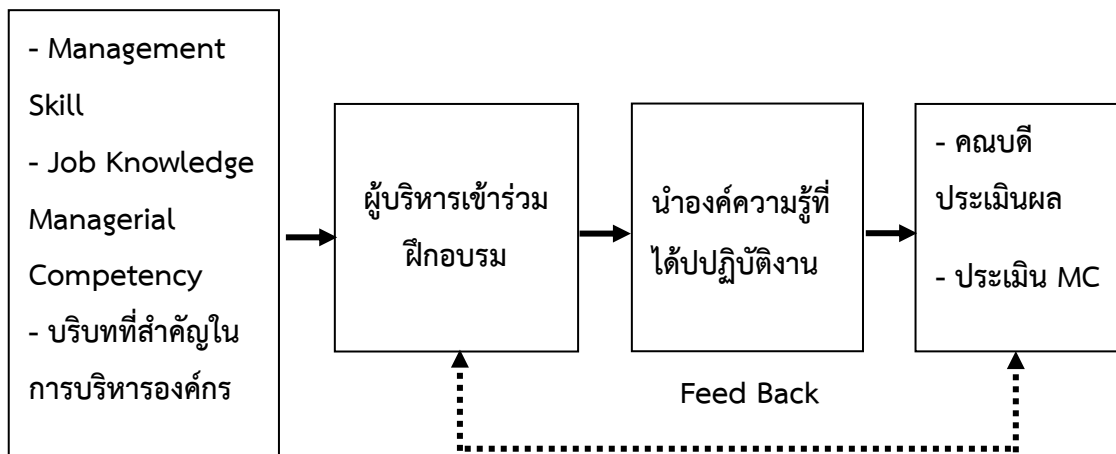 - Management
Skill
- Job Knowledge
Managerial
Competency
- บริบทที่สำคัญใน
การบริหารองค์กร
ผู้บริหารเข้าร่วม
ฝึกอบรม
นำองค์ความรู้ที่
ได้ปปฏิบัติงาน
- คณบดี
ประเมินผล
- ประเมิน MC
Feed Back